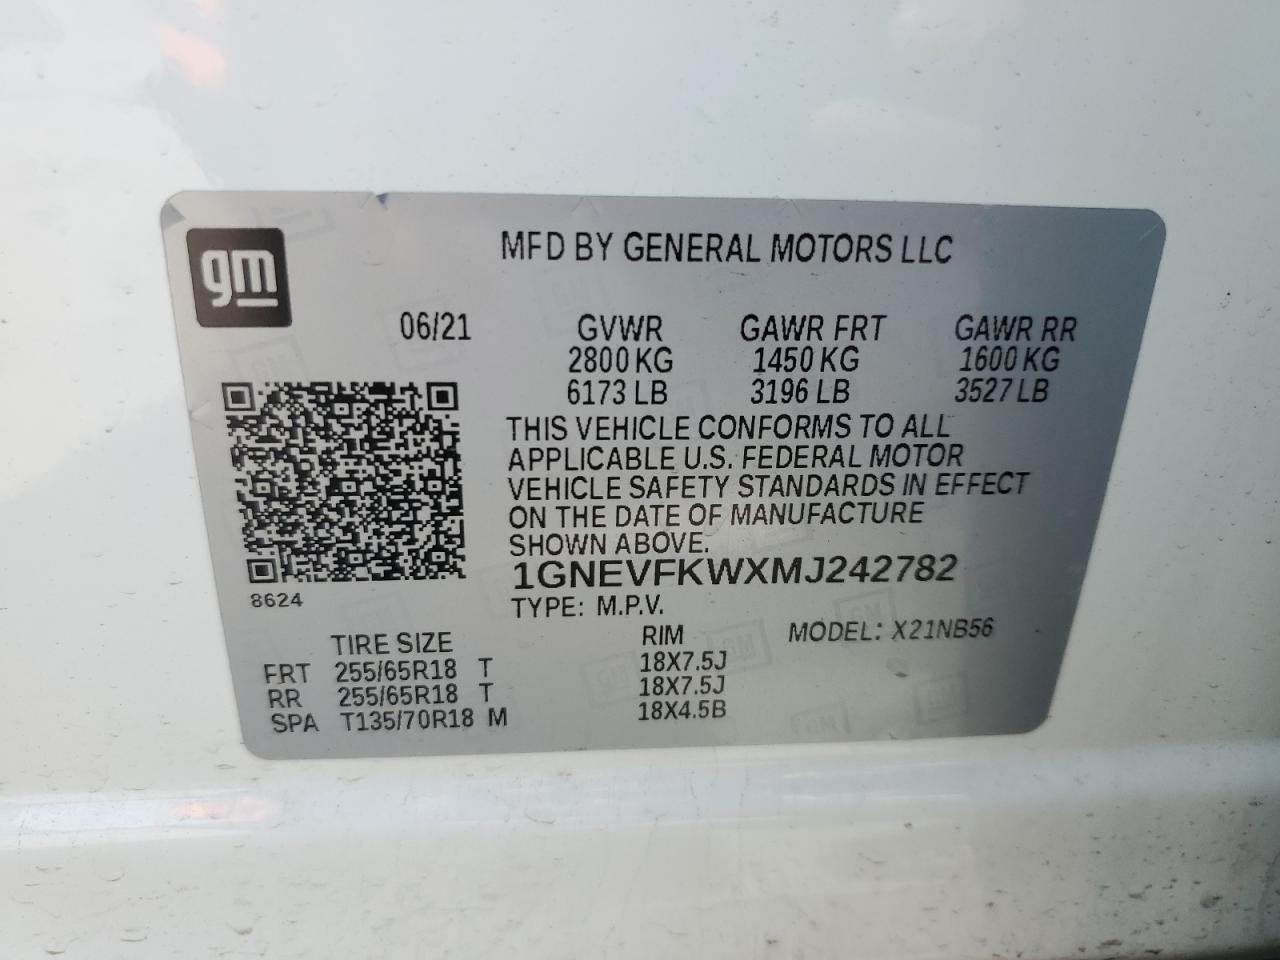 gm
MFD BY GENERAL MOTORS LLC
06/21 GVWR GAWR FRT GAWR RR
2800 KG 1450 KG 1600 KG
6173 LB 3196 LB 3527 LB
THIS VEHICLE CONFORMS TO ALL
APPLICABLE U.S. FEDERAL MOTOR
VEHICLE SAFETY STANDARDS IN EFFECT
ON THE DATE OF MANUFACTURE
SHOWN ABOVE.
1GNEVFKWXMJ242782
8624
TYPE: M.P.V.
TIRE SIZE RIM MODEL: X21NB56
FRT 255/65R18 T 18X7.5J
RR 255/65R18 T 18X7.5J
SPA T135/70R18 M 18X4.5B